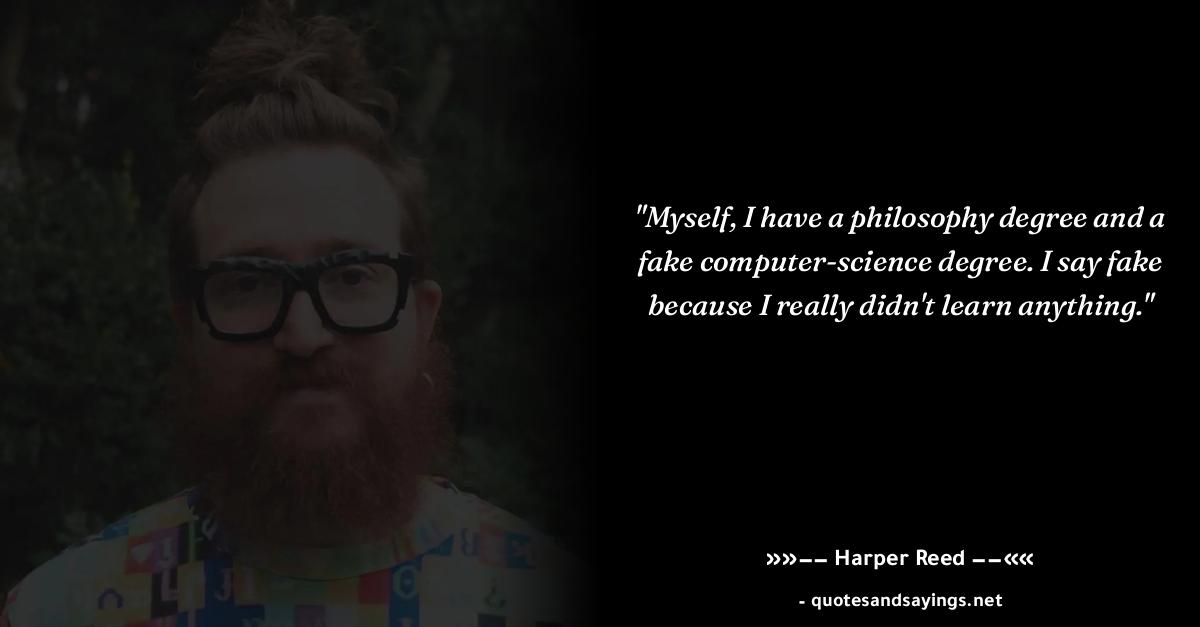 "Myself, I have a philosophy degree and a
fake computer-science degree. I say fake
because I really didn't learn anything."
»»–– Harper Reed ––««
- quotesandsayings.net